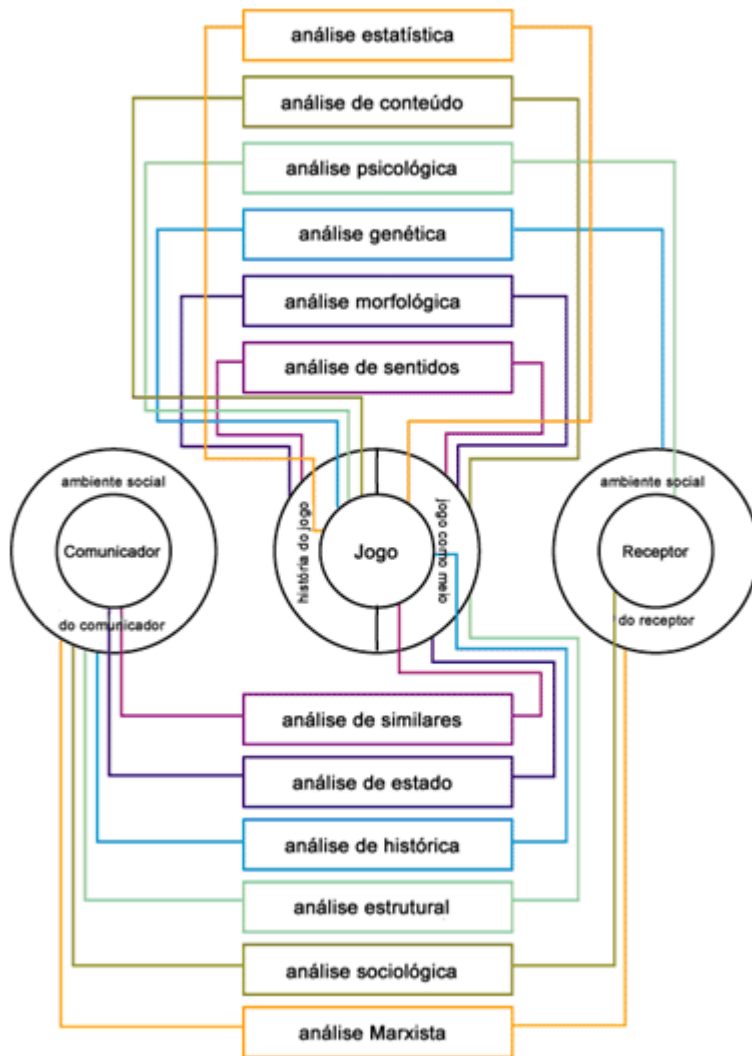 análise estatística
análise de conteúdo
análise psicológica
análise genética
análise morfológica
análise de sentidos
ambiente social
Comunicador
do comunicador
história do jogo
Jogo
jogo como meio
ambiente social
Receptor
do receptor
análise de similares
análise de estado
análise de histórica
análise estrutural
análise sociológica
análise Marxista